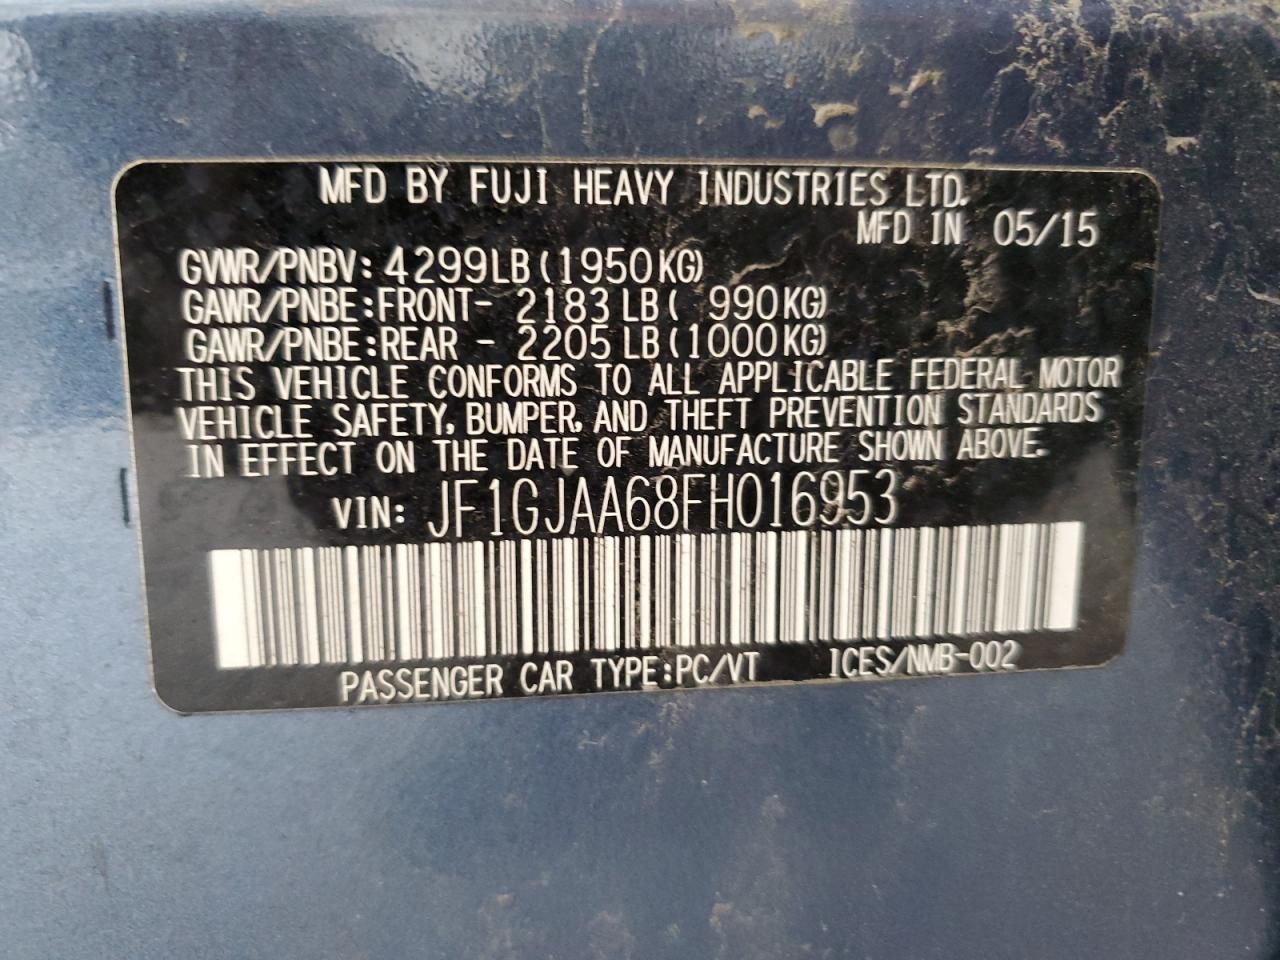 MFD BY FUJI HEAVY INDUSTRIES LTD.
MFD IN 05/15
GVWR/PNBV: 4299LB (1950KG)
GAWR/PNBE:FRONT- 2183 LB ( 990KG)
GAWR/PNBE:REAR - 2205 LB (1000KG)
THIS VEHICLE CONFORMS TO ALL APPLICABLE FEDERAL MOTOR
VEHICLE SAFETY, BUMPER, AND THEFT PREVENTION STANDARDS
IN EFFECT ON THE DATE OF MANUFACTURE SHOWN ABOVE.
VIN: JF1GJAA68FH016953
PASSENGER CAR TYPE:PC/VT ICES/NMB-002